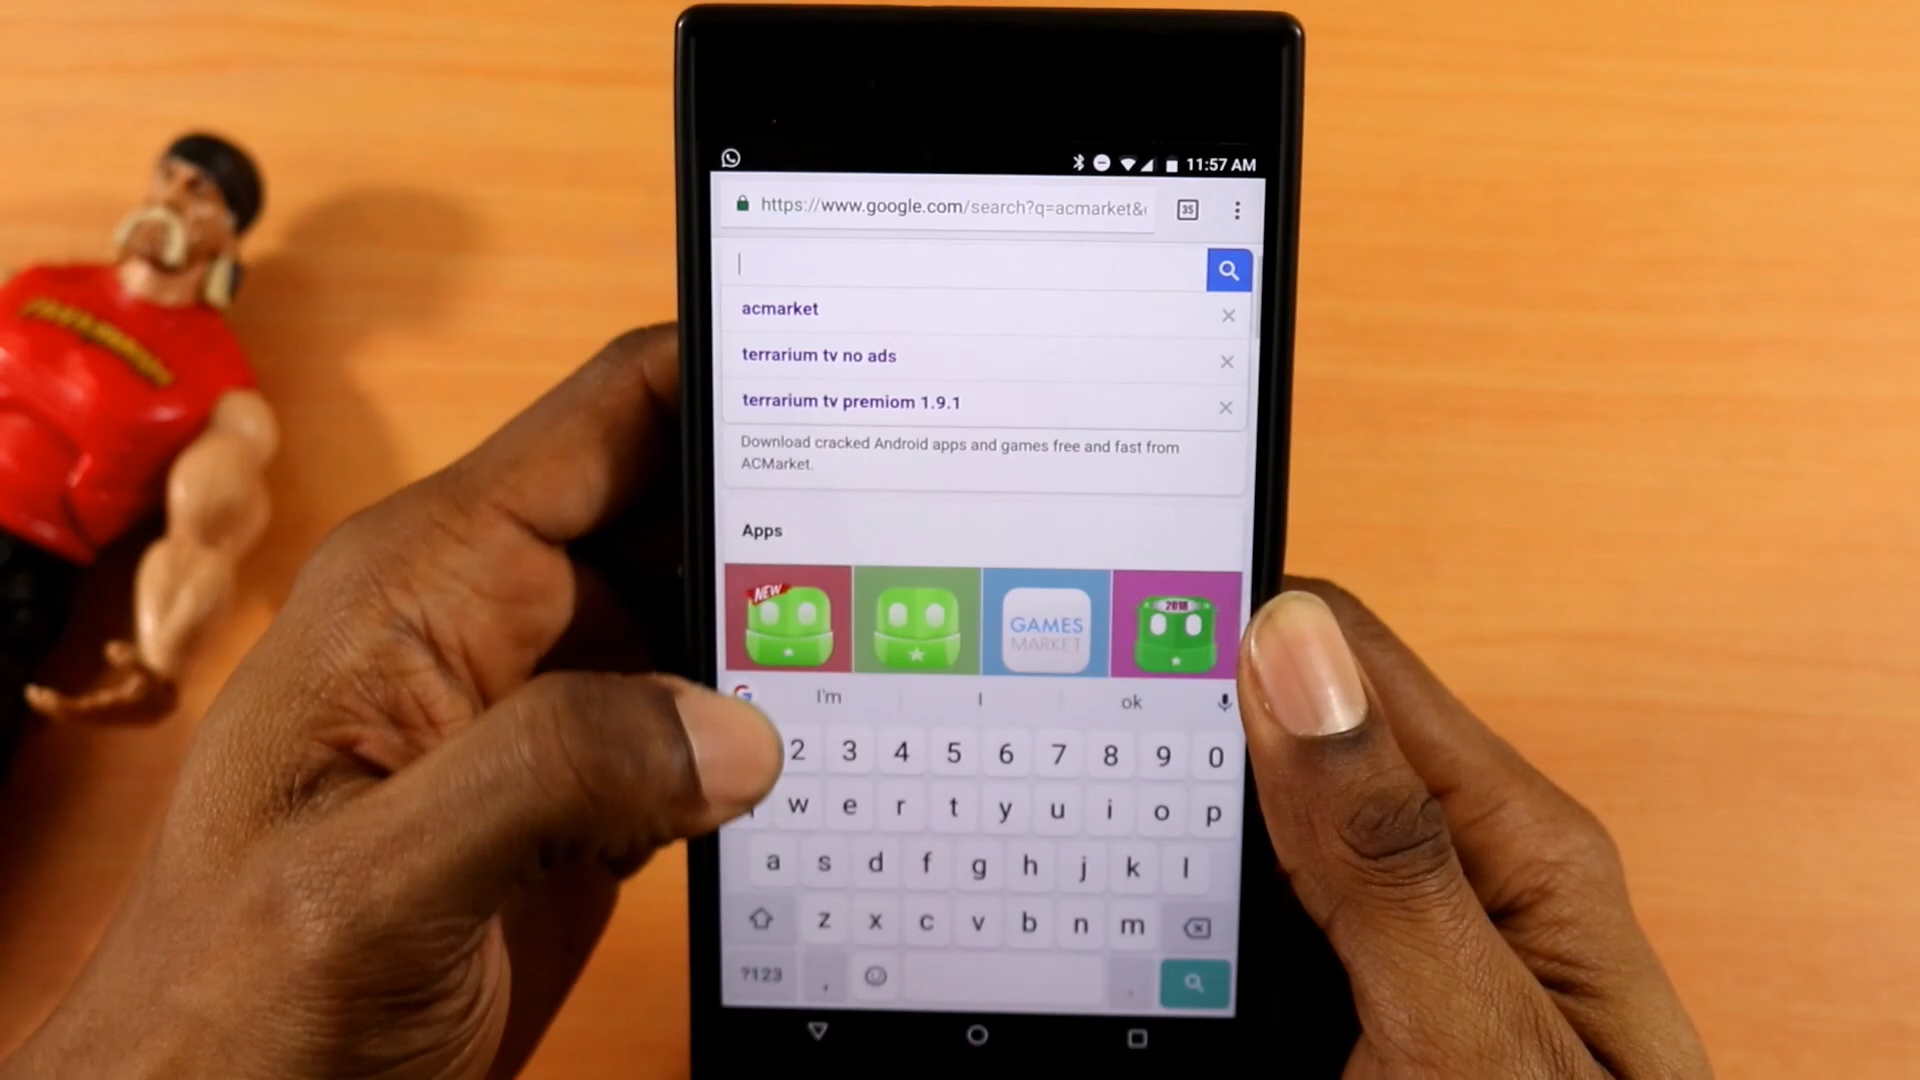 11:57 AM
https://www.google.com/search?q=acmarket&
35
acmarket
terrarium tv no ads
terrarium tv premiom 1.9.1
Download cracked Android apps and games free and fast from
ACMarket.
Apps
NEW
GAMES
MARKET
2018
I'm
I
ok
2 3 4 5 6 7 8 9 0
w e r t y u i o p
a s d f g h j k l
z x c v b n m
?123 , .